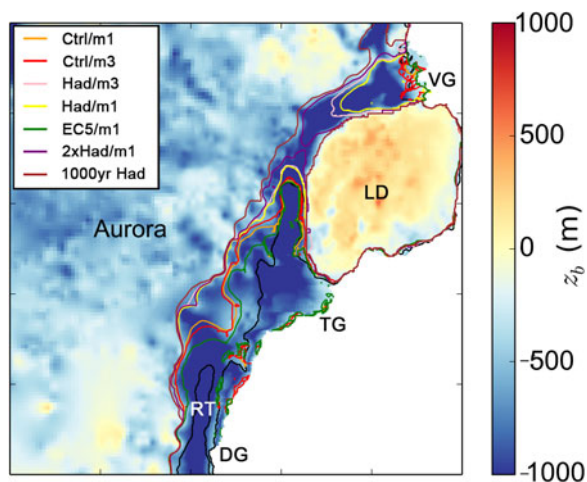 Ctrl/m1
Ctrl/m3
Had/m3
Had/m1
EC5/m1
2xHad/m1
1000yr Had
VG
LD
Aurora
TG
RT
DG
1000
500
0
−500
−1000
z_b (m)